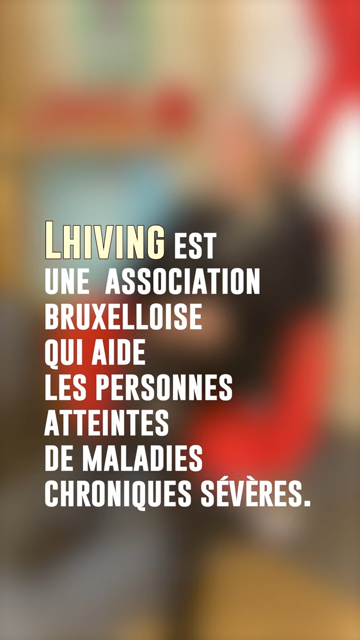 Lhiving est
une association
bruxelloise
qui aide
les personnes
atteintes
de maladies
chroniques sévères.